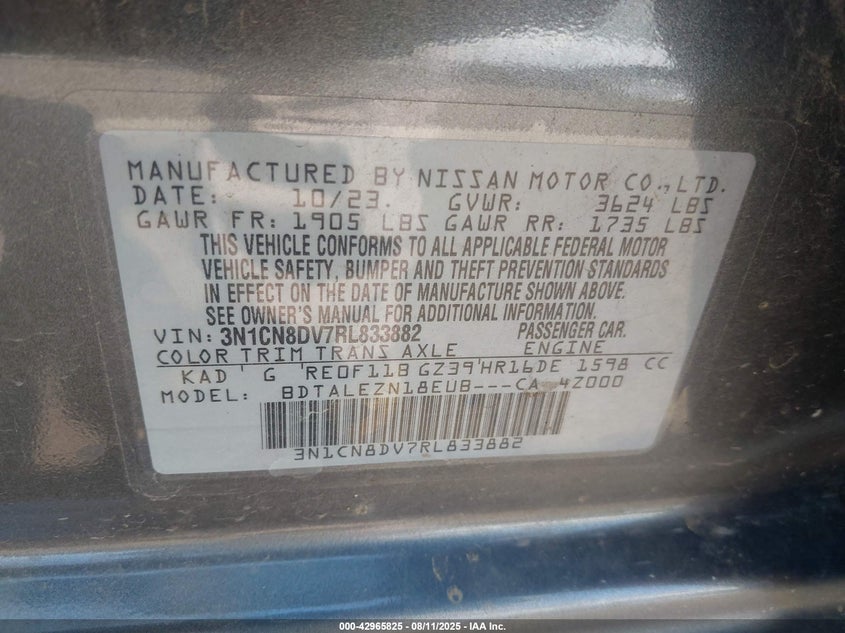 MANUFACTURED BY NISSAN MOTOR CO., LTD.
DATE: 10/23. GVWR: 3624 LBS
GAWR FR: 1905 LBS GAWR RR: 1735 LBS
THIS VEHICLE CONFORMS TO ALL APPLICABLE FEDERAL MOTOR
VEHICLE SAFETY, BUMPER AND THEFT PREVENTION STANDARDS
IN EFFECT ON THE DATE OF MANUFACTURE SHOWN ABOVE.
SEE OWNER'S MANUAL FOR ADDITIONAL INFORMATION.
VIN: 3N1CN8DV7RL833882 PASSENGER CAR.
COLOR TRIM TRANS AXLE ENGINE
KAD G RE0F11B GZ39 HR16DE 1598 CC
MODEL: BDTALEZN18EUB---CA 4Z000
3N1CN8DV7RL833882
000-42965825 | 08/11/2025 - IAA Inc.